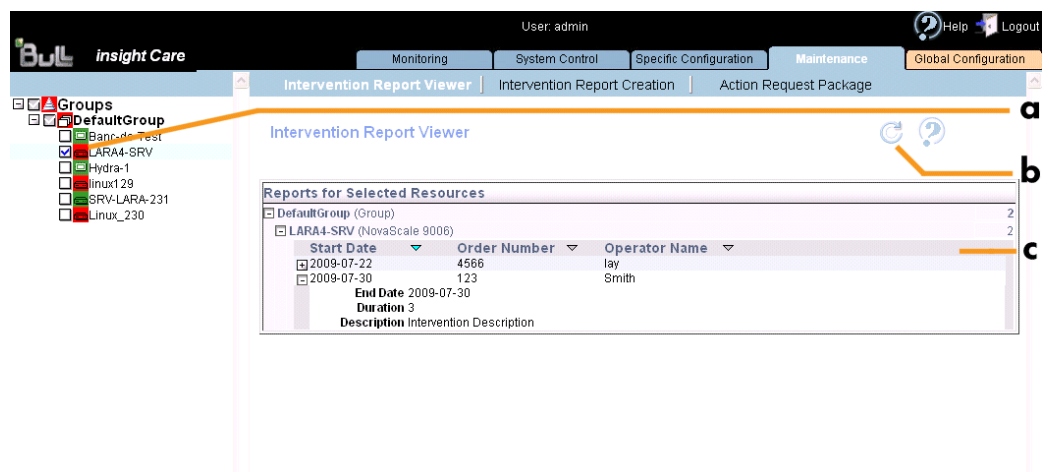 User: admin
Help Logout
Bull insight Care
Monitoring System Control Specific Configuration Maintenance Global Configuration
Intervention Report Viewer Intervention Report Creation Action Request Package
Groups
DefaultGroup
Banc-de-Test
LARA4-SRV
Hydra-1
linux129
SRV-LARA-231
Linux_230
Intervention Report Viewer
a
b
Reports for Selected Resources
DefaultGroup (Group) 2
LARA4-SRV (NovaScale 9006) 2
Start Date Order Number Operator Name
c
2009-07-22 4566 lay
2009-07-30 123 Smith
End Date 2009-07-30
Duration 3
Description Intervention Description